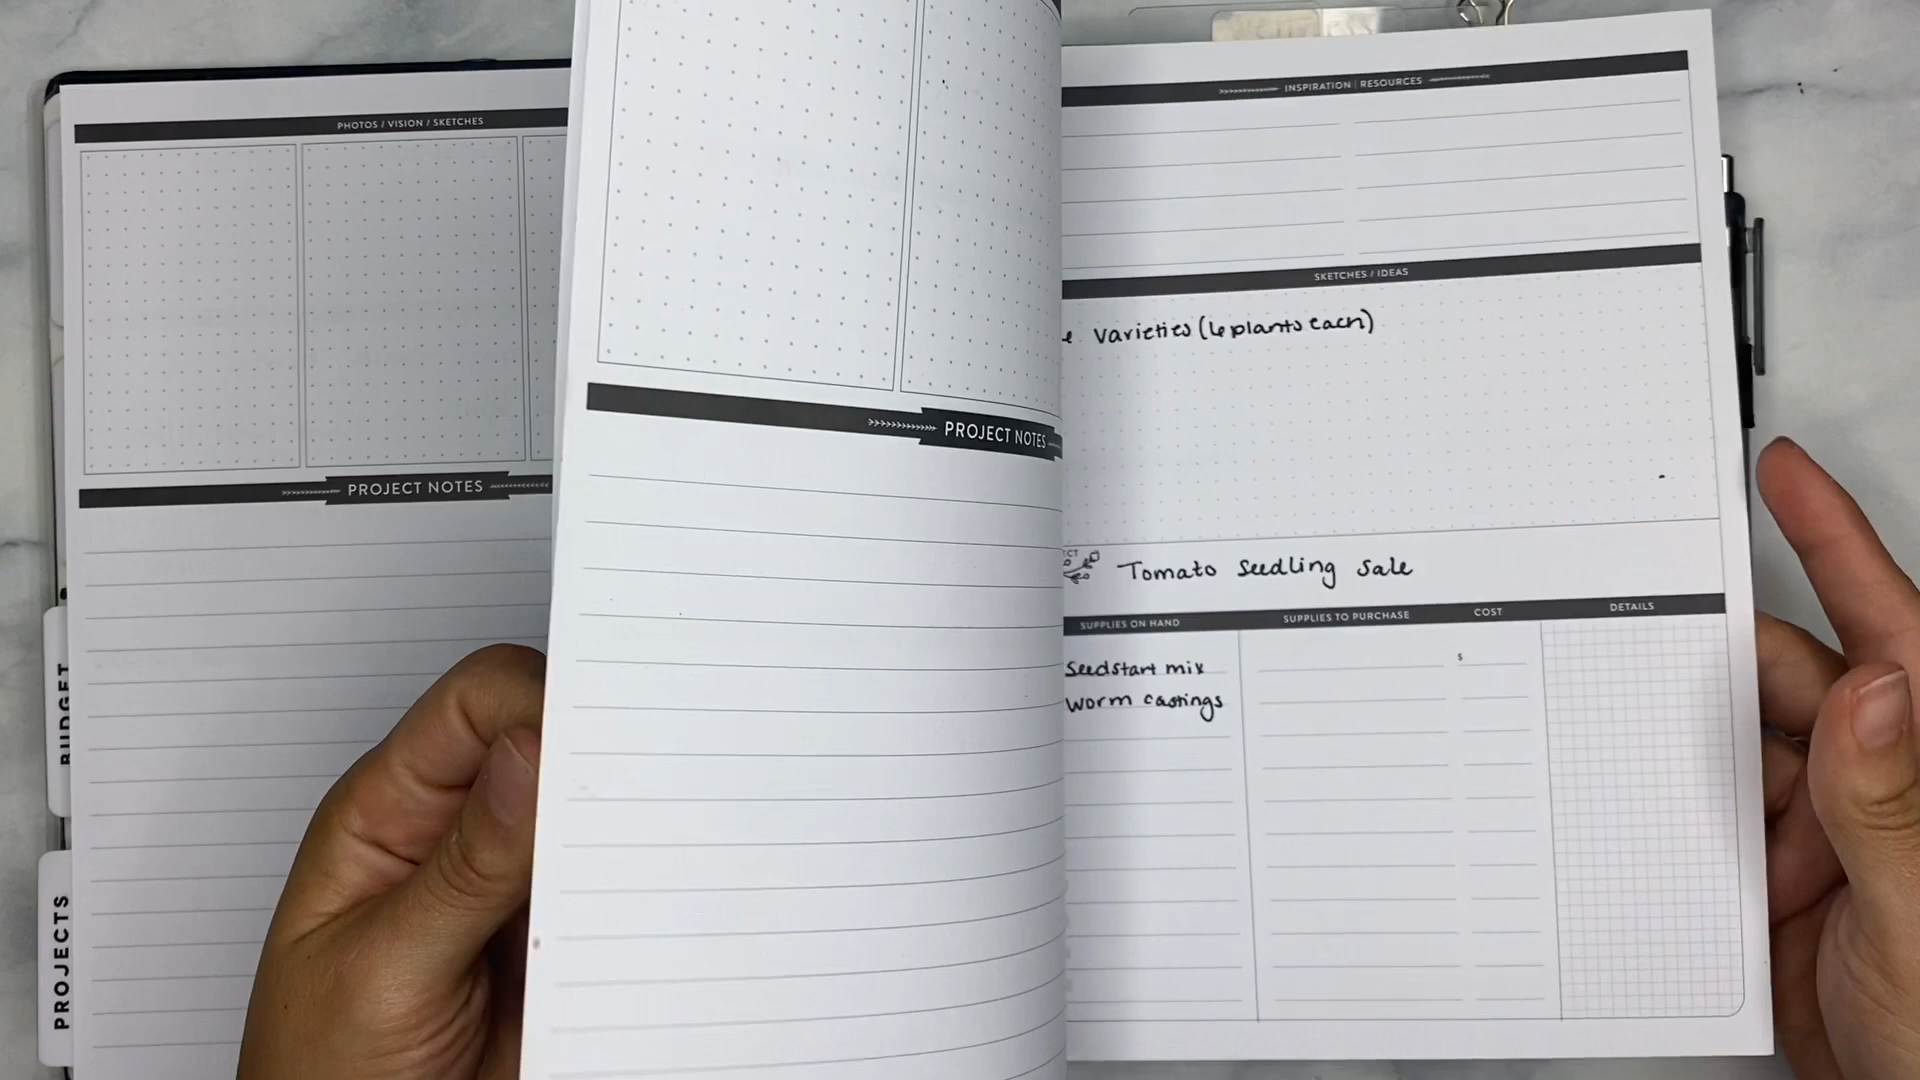 PHOTOS / VISION / SKETCHES
PROJECT NOTES
BUDGET
PROJECTS
PROJECT NOTES
INSPIRATION | RESOURCES
SKETCHES / IDEAS
e varieties (6 plants each)
Tomato Seedling Sale
SUPPLIES ON HAND SUPPLIES TO PURCHASE COST DETAILS
$
Seedstart mix
Worm castings